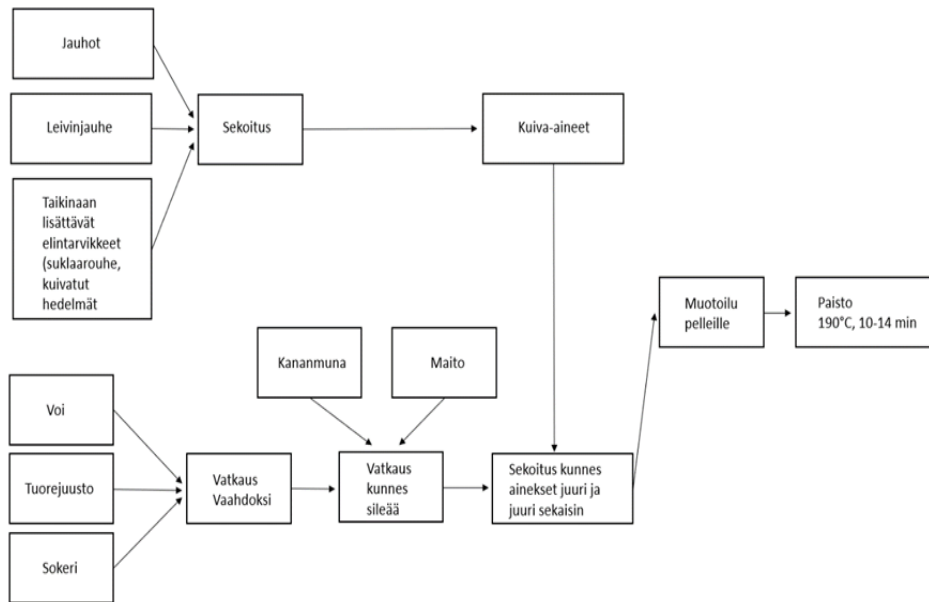 Jauhot
Leivinjauhe
Sekoitus
Kuiva-aineet
Taikinaan
lisättävät
elintarvikkeet
(suklaarouhe,
kuivatut
hedelmät
Muotoilu
pelleille
Paisto
190°C, 10-14 min
Kananmuna
Maito
Voi
Tuorejuusto
Sokeri
Vatkaus
Vaahdoksi
Vatkaus
kunnes
sileää
Sekoitus kunnes
ainekset juuri ja
juuri sekaisin